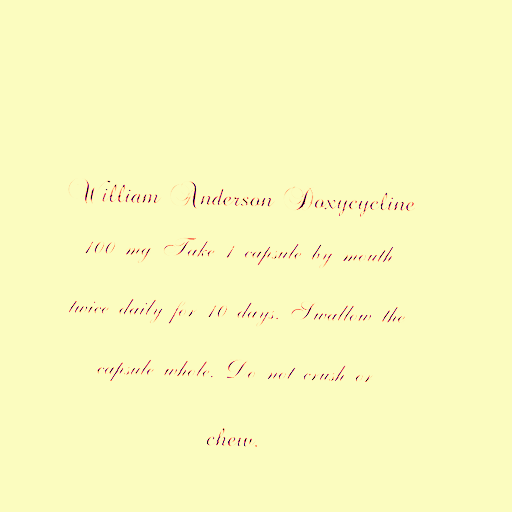 William Anderson Doxycycline
100 mg Take 1 capsule by mouth
twice daily for 10 days. Swallow the
capsule whole. Do not crush or
chew.